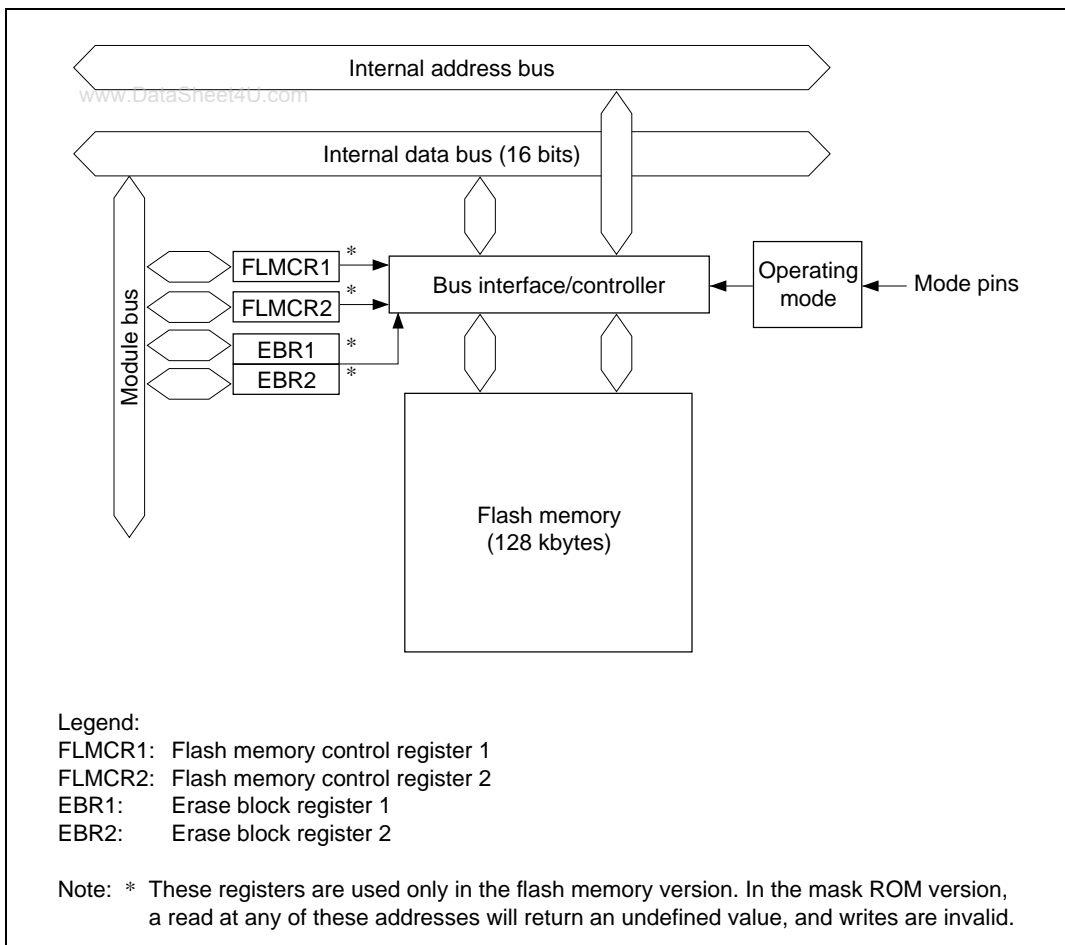 Internal address bus
www.DataSheet4U.com
Internal data bus (16 bits)
Module bus
FLMCR1 *
FLMCR2 *
EBR1 *
EBR2 *
Bus interface/controller
Operating
mode
Mode pins
Flash memory
(128 kbytes)
Legend:
FLMCR1: Flash memory control register 1
FLMCR2: Flash memory control register 2
EBR1: Erase block register 1
EBR2: Erase block register 2
Note: * These registers are used only in the flash memory version. In the mask ROM version,
a read at any of these addresses will return an undefined value, and writes are invalid.